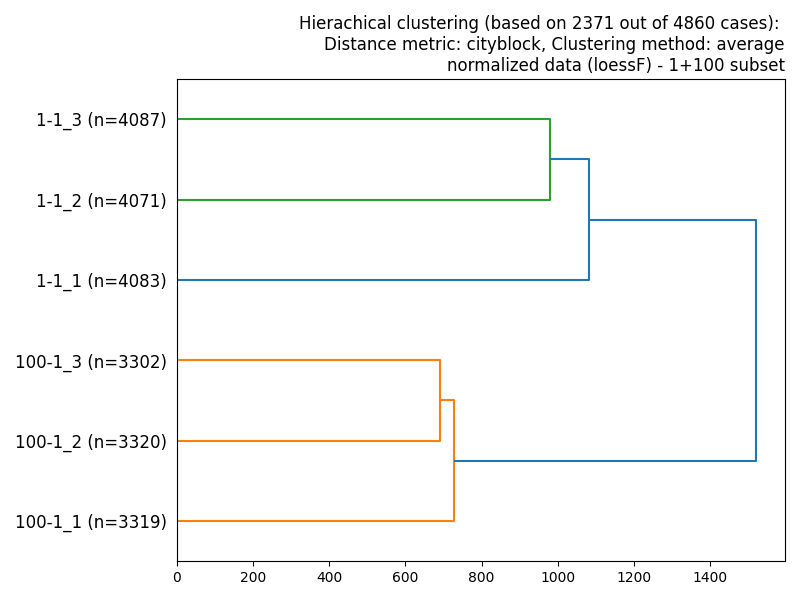 Hierachical clustering (based on 2371 out of 4860 cases):
Distance metric: cityblock, Clustering method: average
normalized data (loessF) - 1+100 subset
1-1_3 (n=4087)
1-1_2 (n=4071)
1-1_1 (n=4083)
100-1_3 (n=3302)
100-1_2 (n=3320)
100-1_1 (n=3319)
0 200 400 600 800 1000 1200 1400